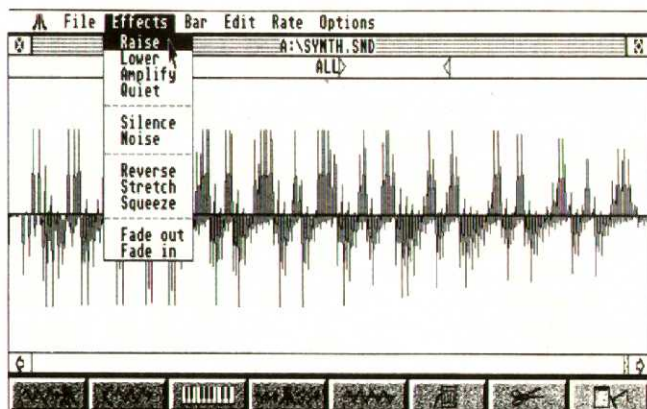 File Effects Bar Edit Rate Options
A:\SYNTH.SND
ALL
Raise
Lower
Amplify
Quiet
Silence
Noise
Reverse
Stretch
Squeeze
Fade out
Fade in